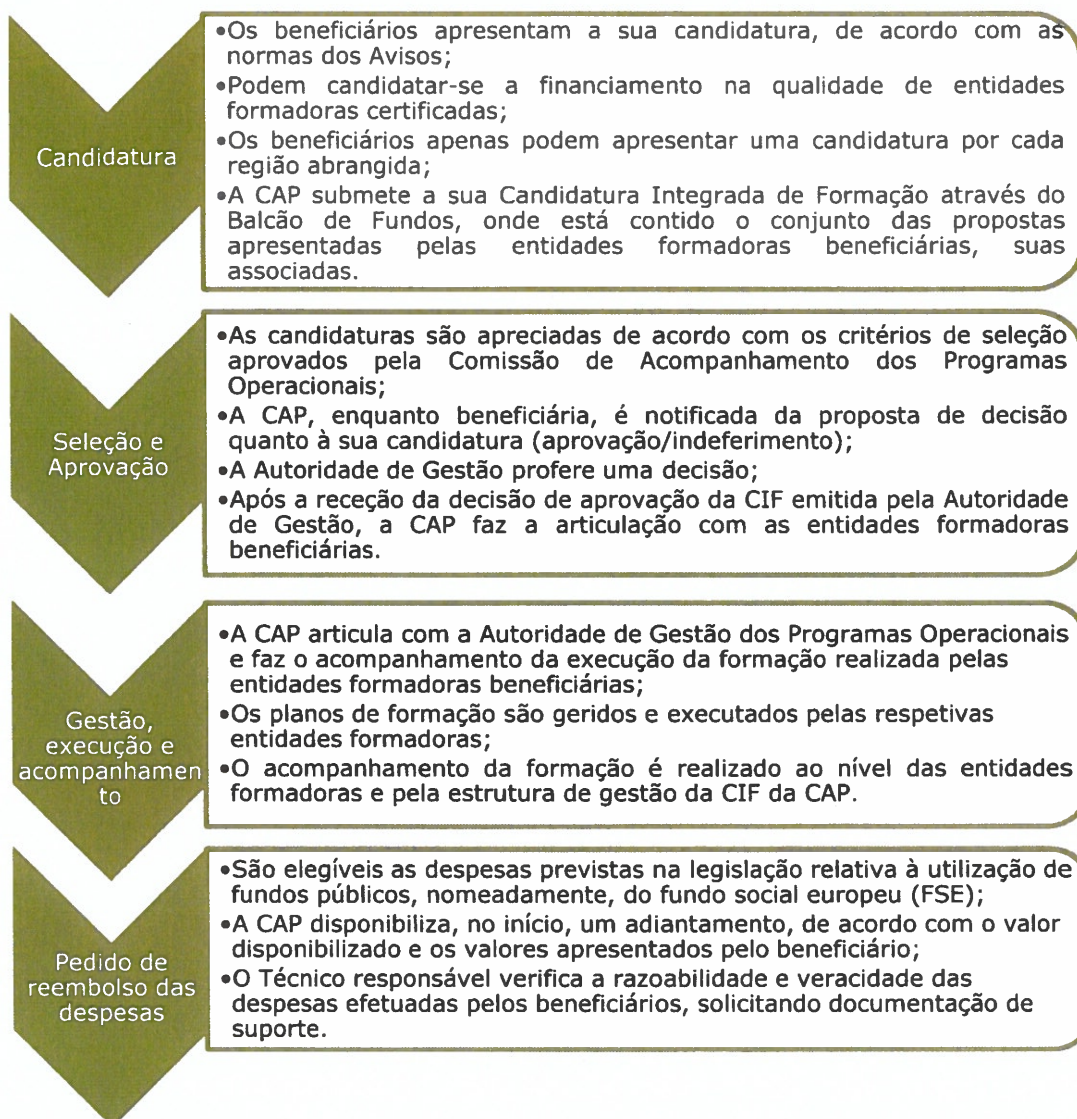 Candidatura
•Os beneficiários apresentam a sua candidatura, de acordo com as
normas dos Avisos;
•Podem candidatar-se a financiamento na qualidade de entidades
formadoras certificadas;
•Os beneficiários apenas podem apresentar uma candidatura por cada
região abrangida;
•A CAP submete a sua Candidatura Integrada de Formação através do
Balcão de Fundos, onde está contido o conjunto das propostas
apresentadas pelas entidades formadoras beneficiárias, suas
associadas.
Seleção e
Aprovação
•As candidaturas são apreciadas de acordo com os critérios de seleção
aprovados pela Comissão de Acompanhamento dos Programas
Operacionais;
•A CAP, enquanto beneficiária, é notificada da proposta de decisão
quanto à sua candidatura (aprovação/indeferimento);
•A Autoridade de Gestão profere uma decisão;
•Após a receção da decisão de aprovação da CIF emitida pela Autoridade
de Gestão, a CAP faz a articulação com as entidades formadoras
beneficiárias.
Gestão,
execução e
acompanhamen
to
•A CAP articula com a Autoridade de Gestão dos Programas Operacionais
e faz o acompanhamento da execução da formação realizada pelas
entidades formadoras beneficiárias;
•Os planos de formação são geridos e executados pelas respetivas
entidades formadoras;
•O acompanhamento da formação é realizado ao nível das entidades
formadoras e pela estrutura de gestão da CIF da CAP.
Pedido de
reembolso das
despesas
•São elegíveis as despesas previstas na legislação relativa à utilização de
fundos públicos, nomeadamente, do fundo social europeu (FSE);
•A CAP disponibiliza, no início, um adiantamento, de acordo com o valor
disponibilizado e os valores apresentados pelo beneficiário;
•O Técnico responsável verifica a razoabilidade e veracidade das
despesas efetuadas pelos beneficiários, solicitando documentação de
suporte.